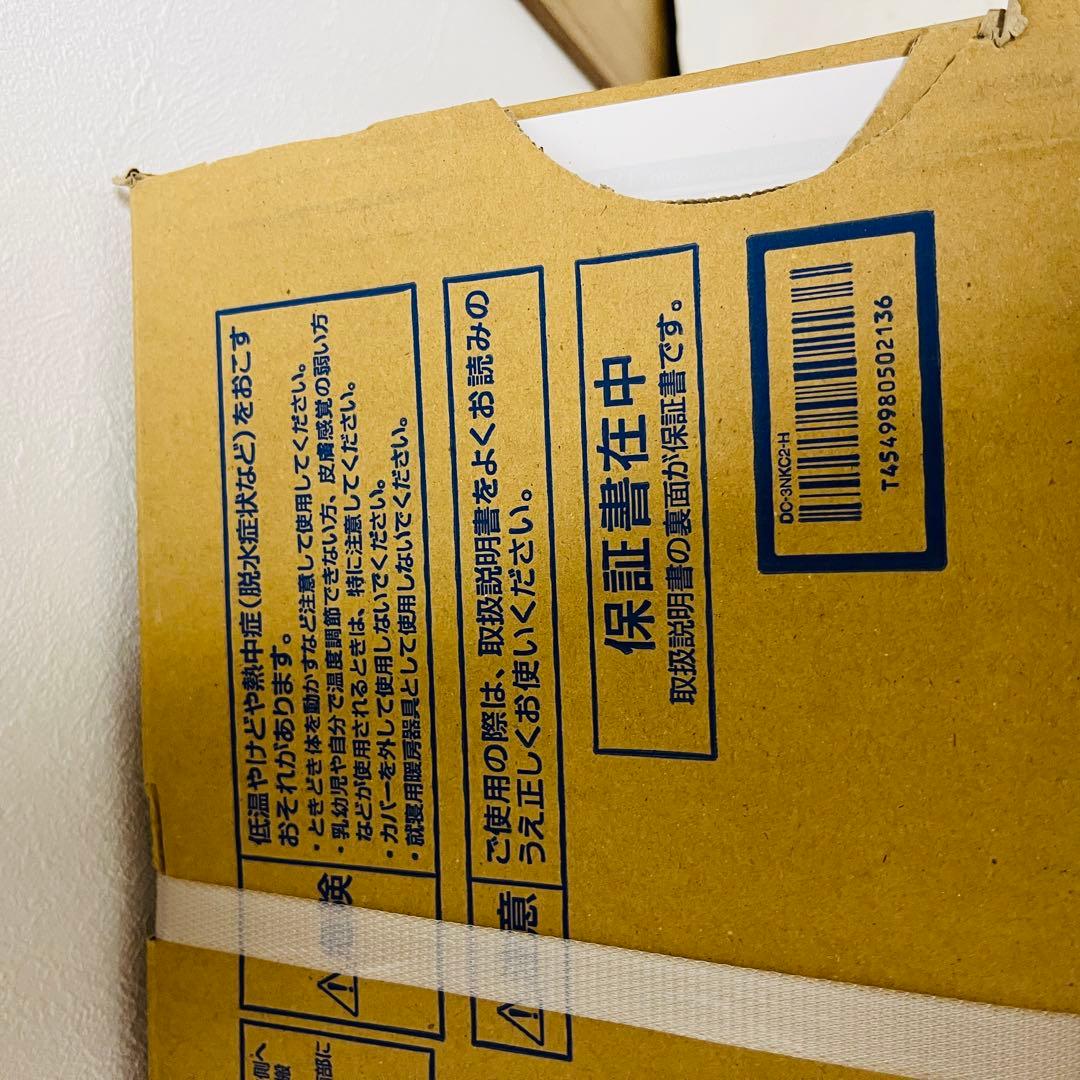 危険
低温やけどや熱中症(脱水症状など)をおこす
おそれがあります。
・ときどき体を動かすなど注意して使用してください。
・乳幼児や自分で温度調節できない方、皮膚感覚の弱い方
などが使用されるときは、特に注意してください。
・カバーを外して使用しないでください。
・就寝用暖房器具として使用しないでください。
意
ご使用の際は、取扱説明書をよくお読みの
うえ正しくお使いください。
保証書在中
取扱説明書の裏面が保証書です。
DC-3NKC2-H
T4549980502136
側へ
部に